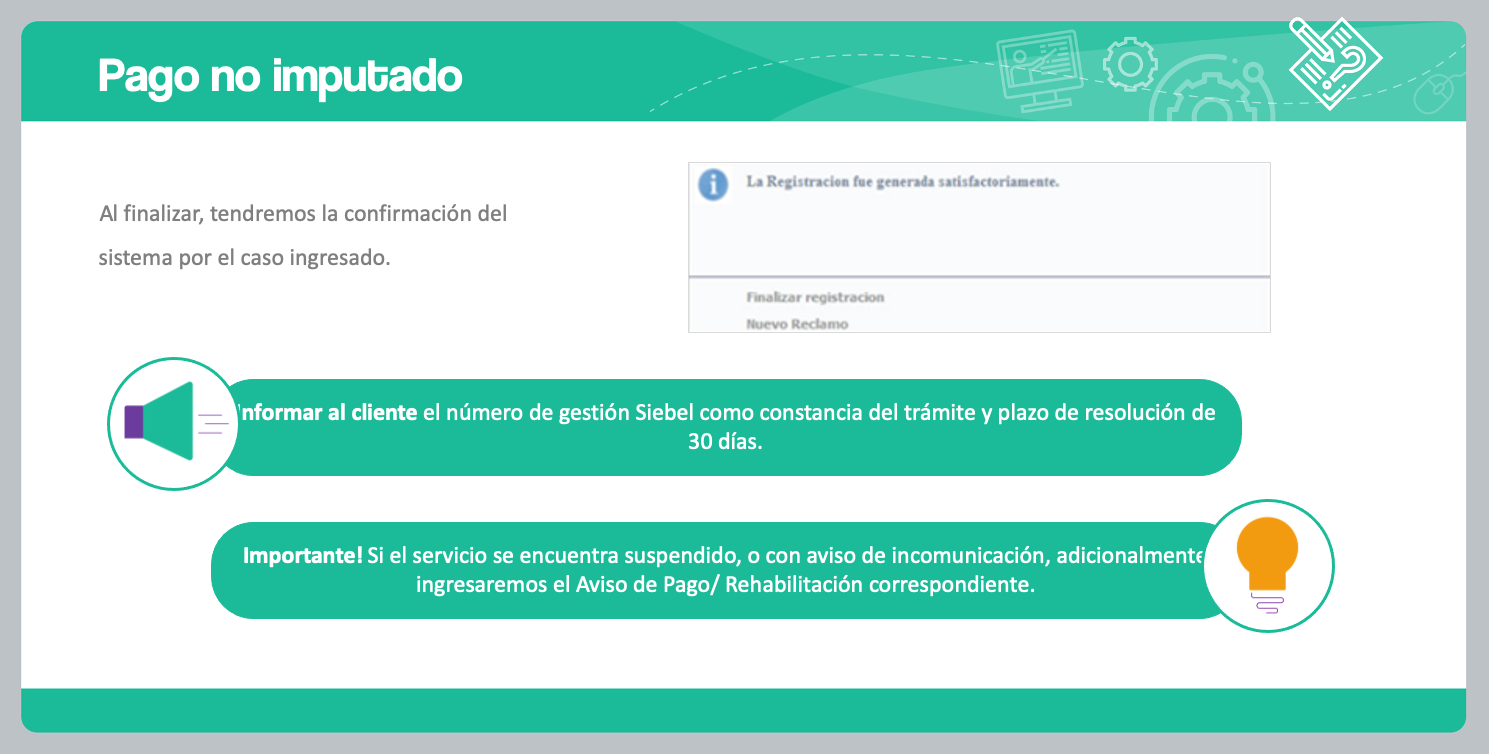 Pago no imputado
Al finalizar, tendremos la confirmación del
sistema por el caso ingresado.
La Registracion fue generada satisfactoriamente.
Finalizar registracion
Nuevo Reclamo
Informar al cliente el número de gestión Siebel como constancia del trámite y plazo de resolución de
30 días.
Importante! Si el servicio se encuentra suspendido, o con aviso de incomunicación, adicionalmente
ingresaremos el Aviso de Pago/ Rehabilitación correspondiente.